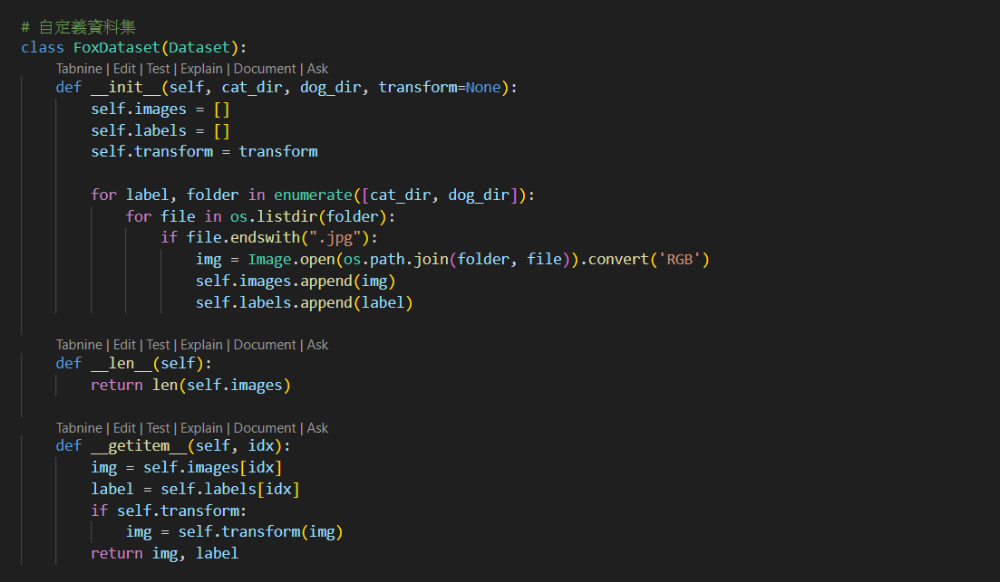 # 自定義資料集
class FoxDataset(Dataset):
Tabnine | Edit | Test | Explain | Document | Ask
def __init__(self, cat_dir, dog_dir, transform=None):
self.images = []
self.labels = []
self.transform = transform
for label, folder in enumerate([cat_dir, dog_dir]):
for file in os.listdir(folder):
if file.endswith(".jpg"):
img = Image.open(os.path.join(folder, file)).convert('RGB')
self.images.append(img)
self.labels.append(label)
Tabnine | Edit | Test | Explain | Document | Ask
def __len__(self):
return len(self.images)
Tabnine | Edit | Test | Explain | Document | Ask
def __getitem__(self, idx):
img = self.images[idx]
label = self.labels[idx]
if self.transform:
img = self.transform(img)
return img, label